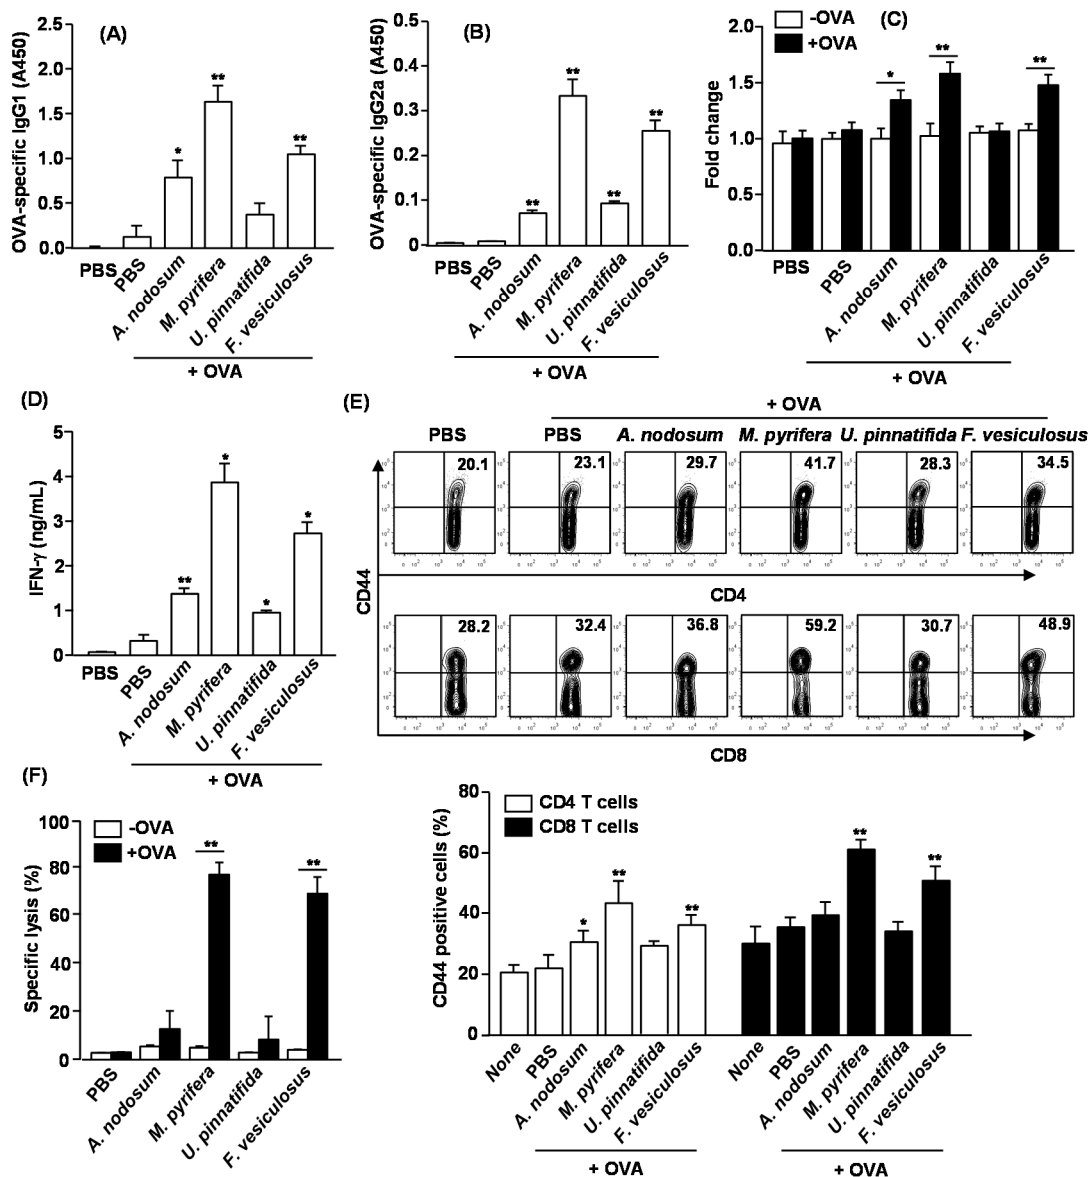 (A)
OVA-specific IgG1 (A450)
2.5
2.0
1.5
1.0
0.5
0.0
*
**
**
PBS
PBS
A. nodosum
M. pyrifera
U. pinnatifida
F. vesiculosus
+ OVA
(B)
OVA-specific IgG2a (A450)
0.5
0.4
0.3
0.2
0.1
0
**
**
**
**
PBS
PBS
A. nodosum
M. pyrifera
U. pinnatifida
F. vesiculosus
+ OVA
(C)
-OVA
+OVA
Fold change
2.0
1.5
1.0
0.5
0.0
*
**
**
PBS
PBS
A. nodosum
M. pyrifera
U. pinnatifida
F. vesiculosus
+ OVA
(D)
IFN-γ (ng/mL)
5
4
3
2
1
0
**
*
*
*
PBS
PBS
A. nodosum
M. pyrifera
U. pinnatifida
F. vesiculosus
+ OVA
(E)
+ OVA
PBS PBS A. nodosum M. pyrifera U. pinnatifida F. vesiculosus
20.1 23.1 29.7 41.7 28.3 34.5
CD44
CD4
28.2 32.4 36.8 59.2 30.7 48.9
CD8
CD44 positive cells (%)
80
60
40
20
0
CD4 T cells
CD8 T cells
*
**
**
**
**
None
PBS
A. nodosum
M. pyrifera
U. pinnatifida
F. vesiculosus
+ OVA
None
PBS
A. nodosum
M. pyrifera
U. pinnatifida
F. vesiculosus
+ OVA
(F)
-OVA
+OVA
Specific lysis (%)
100
80
60
40
20
0
**
**
PBS
A. nodosum
M. pyrifera
U. pinnatifida
F. vesiculosus